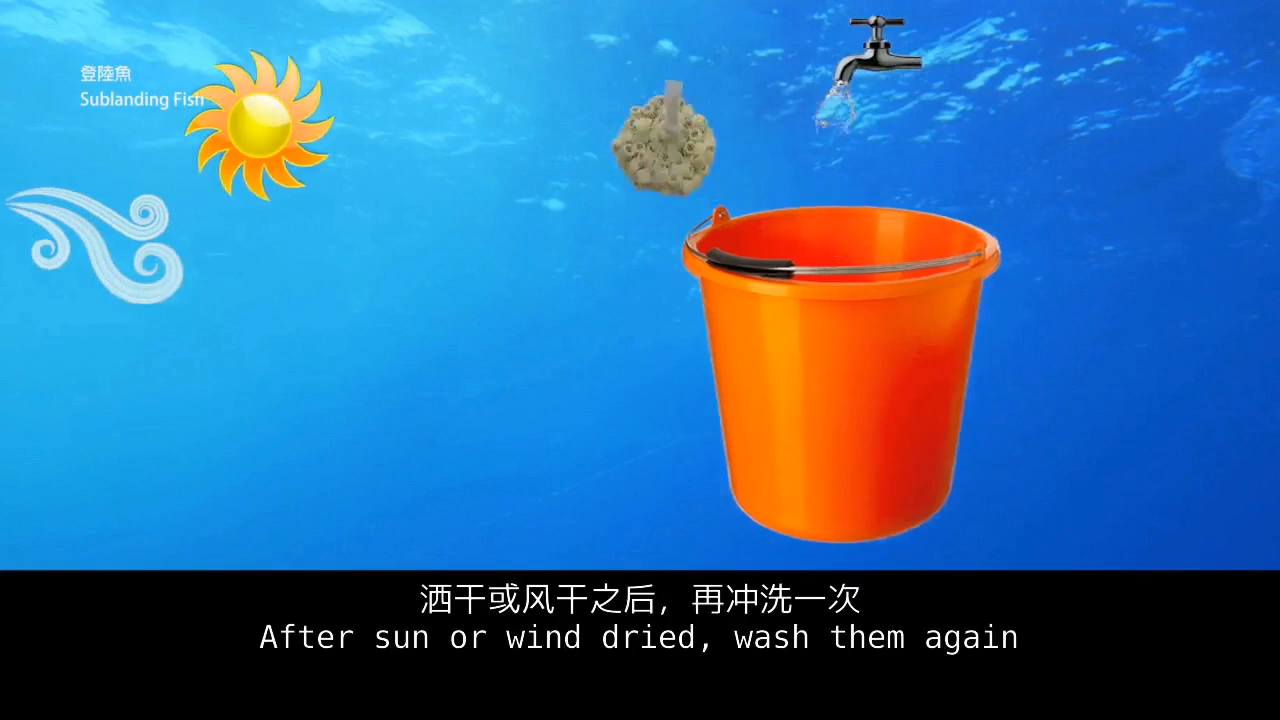 登陸魚
Sublanding Fish
洒干或风干之后，再冲洗一次
After sun or wind dried, wash them again